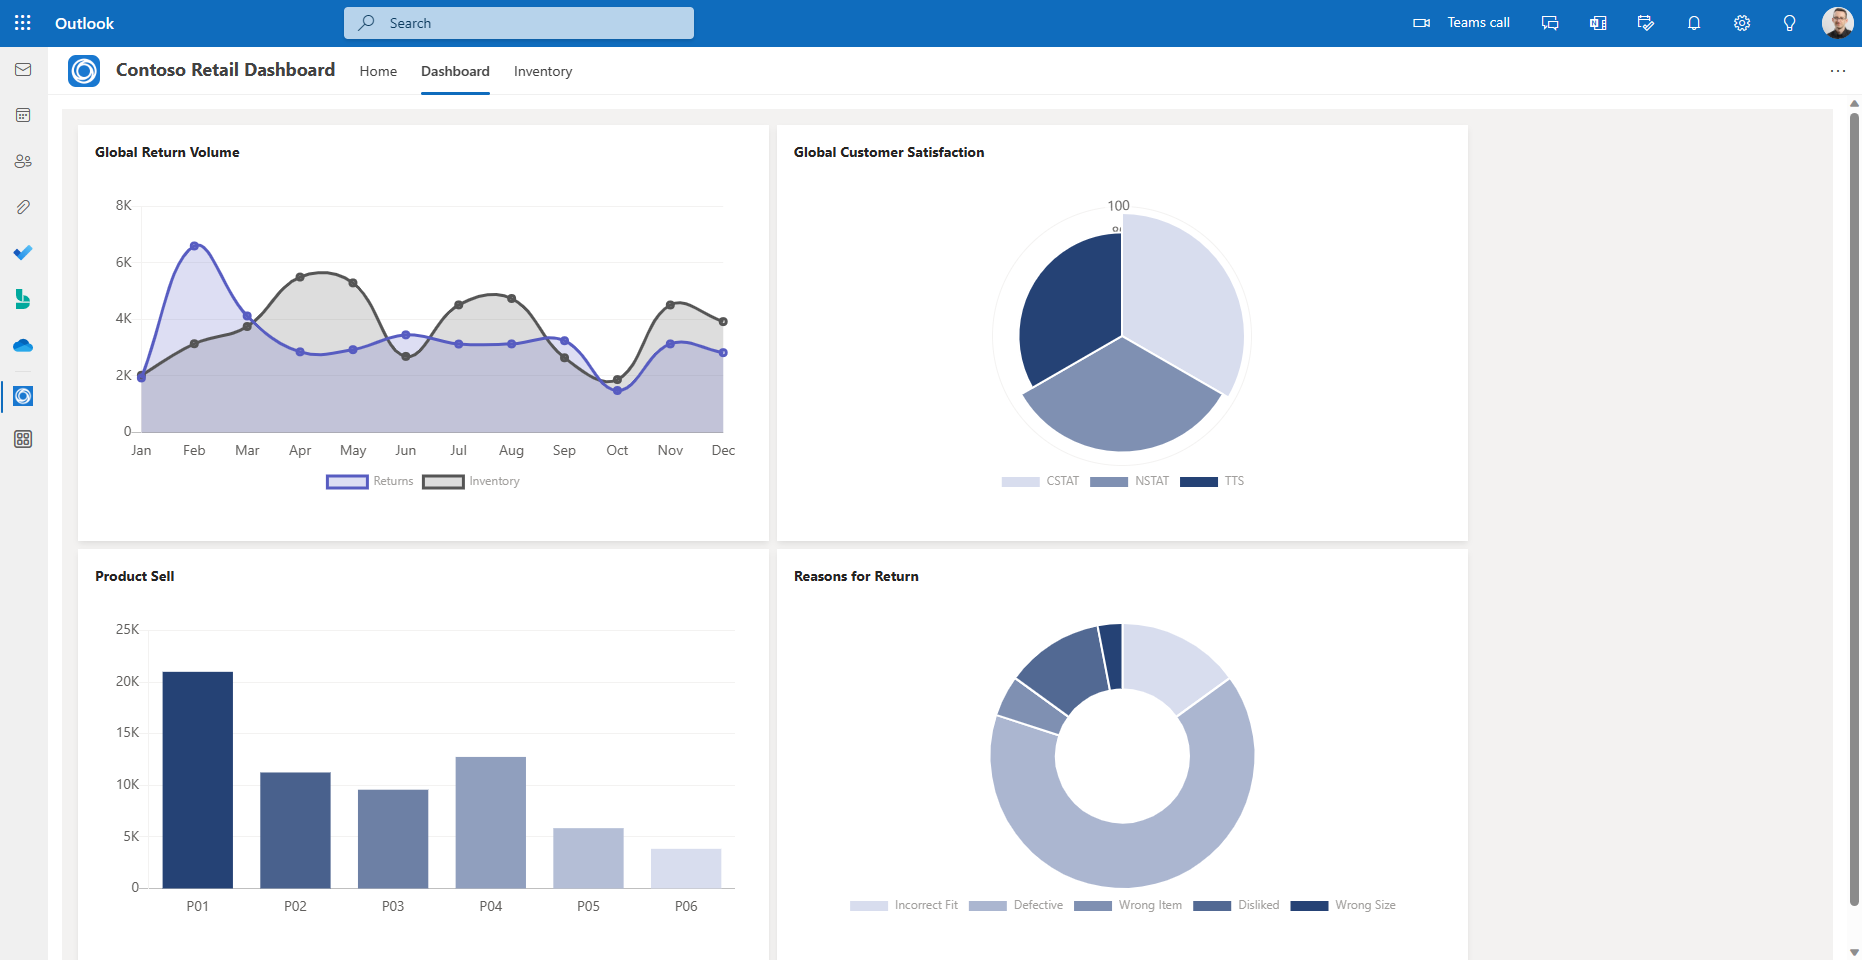 Outlook
Search
Teams call
Contoso Retail Dashboard
Home
Dashboard
Inventory
Global Return Volume
8K
6K
4K
2K
0
Jan Feb Mar Apr May Jun Jul Aug Sep Oct Nov Dec
Returns Inventory
Global Customer Satisfaction
100
CSTAT NSTAT TTS
Product Sell
25K
20K
15K
10K
5K
0
P01 P02 P03 P04 P05 P06
Reasons for Return
Incorrect Fit Defective Wrong Item Disliked Wrong Size